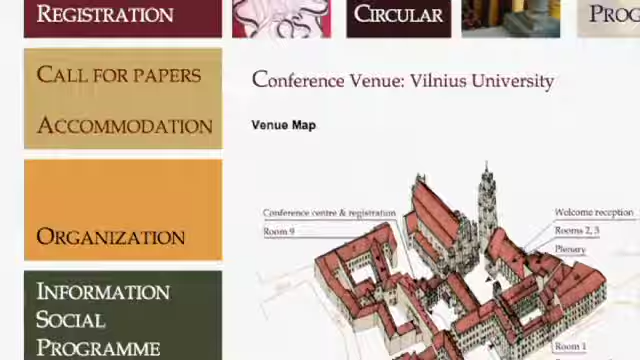 REGISTRATION
CIRCULAR
PROG
CALL FOR PAPERS
ACCOMMODATION
ORGANIZATION
INFORMATION
SOCIAL
PROGRAMME
Conference Venue: Vilnius University
Venue Map
Conference centre & registration
Room 9
Welcome reception
Rooms 2, 3
Plenary
Room 1